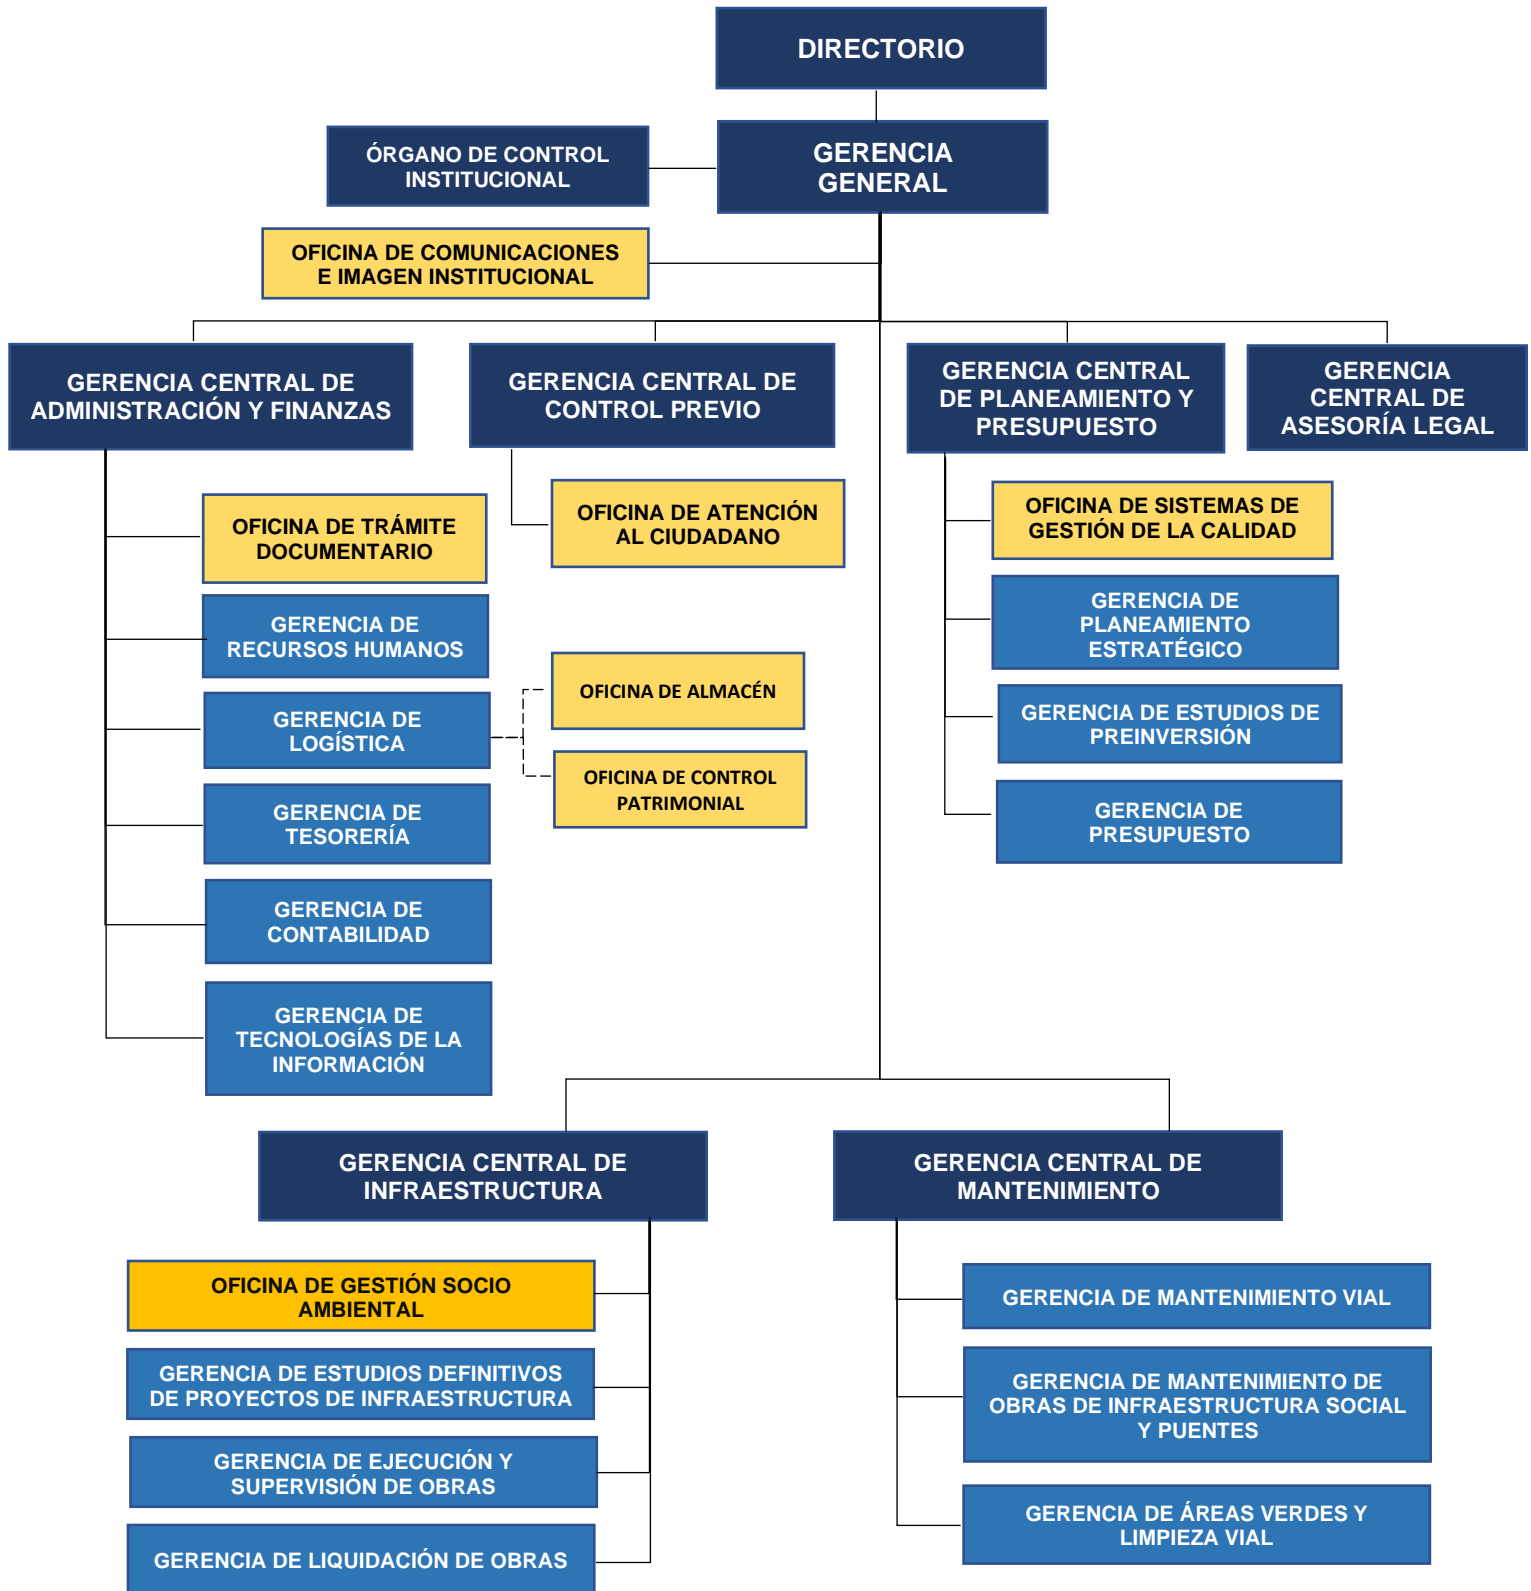 DIRECTORIO
ÓRGANO DE CONTROL
INSTITUCIONAL
GERENCIA
GENERAL
OFICINA DE COMUNICACIONES
E IMAGEN INSTITUCIONAL
GERENCIA CENTRAL DE
ADMINISTRACIÓN Y FINANZAS
GERENCIA CENTRAL DE
CONTROL PREVIO
GERENCIA CENTRAL
DE PLANEAMIENTO Y
PRESUPUESTO
GERENCIA
CENTRAL DE
ASESORÍA LEGAL
OFICINA DE TRÁMITE
DOCUMENTARIO
GERENCIA DE
RECURSOS HUMANOS
GERENCIA DE
LOGÍSTICA
GERENCIA DE
TESORERÍA
GERENCIA DE
CONTABILIDAD
GERENCIA DE
TECNOLOGÍAS DE LA
INFORMACIÓN
OFICINA DE ATENCIÓN
AL CIUDADANO
OFICINA DE ALMACÉN
OFICINA DE CONTROL
PATRIMONIAL
OFICINA DE SISTEMAS DE
GESTIÓN DE LA CALIDAD
GERENCIA DE
PLANEAMIENTO
ESTRATÉGICO
GERENCIA DE ESTUDIOS DE
PREINVERSIÓN
GERENCIA DE
PRESUPUESTO
GERENCIA CENTRAL DE
INFRAESTRUCTURA
OFICINA DE GESTIÓN SOCIO
AMBIENTAL
GERENCIA DE ESTUDIOS DEFINITIVOS
DE PROYECTOS DE INFRAESTRUCTURA
GERENCIA DE EJECUCIÓN Y
SUPERVISIÓN DE OBRAS
GERENCIA DE LIQUIDACIÓN DE OBRAS
GERENCIA CENTRAL DE
MANTENIMIENTO
GERENCIA DE MANTENIMIENTO VIAL
GERENCIA DE MANTENIMIENTO DE
OBRAS DE INFRAESTRUCTURA SOCIAL
Y PUENTES
GERENCIA DE ÁREAS VERDES Y
LIMPIEZA VIAL